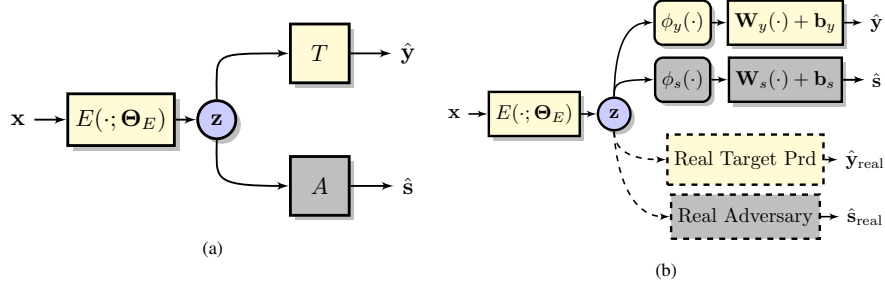 x E(·; Θ_E) z T ŷ
A ŝ
(a)
x E(·; Θ_E) z ϕ_y(·) W_y(·) + b_y ŷ
ϕ_s(·) W_s(·) + b_s ŝ
Real Target Prd ŷ_real
Real Adversary ŝ_real
(b)